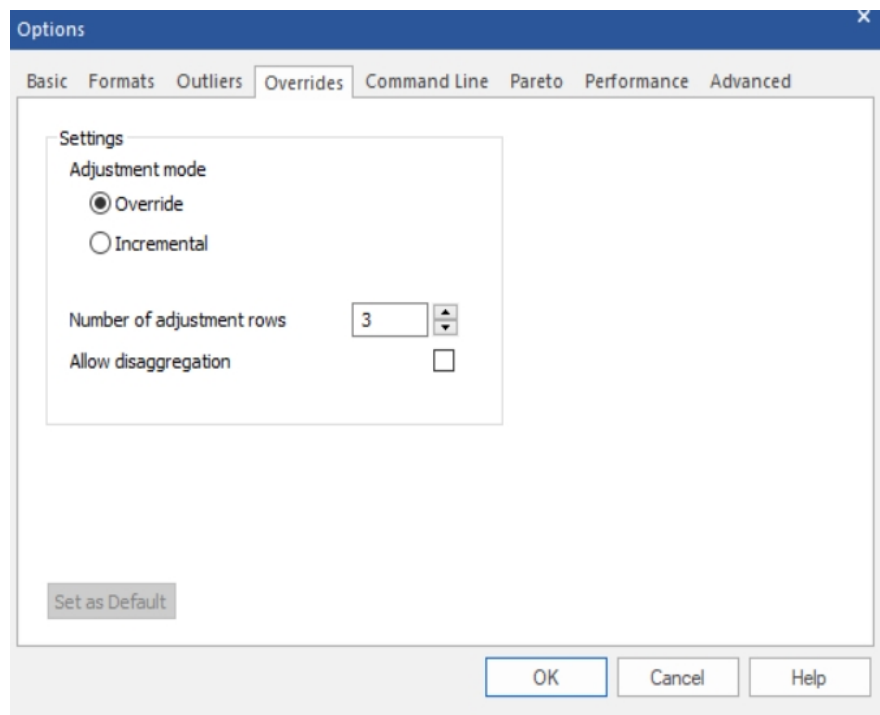 Options
Basic Formats Outliers Overrides Command Line Pareto Performance Advanced
Settings
Adjustment mode
Override
Incremental
Number of adjustment rows 3
Allow disaggregation
Set as Default
OK Cancel Help